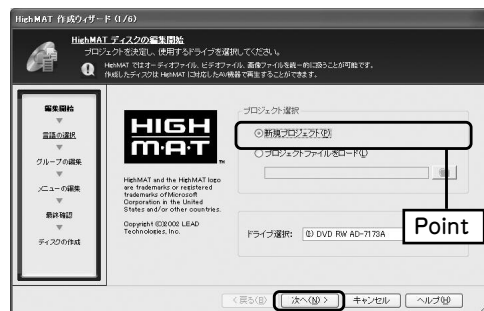 HighMAT 作成ウィザード (1/6)
HighMAT ディスクの編集開始
プロジェクトを決定し、使用するドライブを選択してください。
HighMAT ではオーディオファイル、ビデオファイル、画像ファイルを統一的に扱うことが可能です。
作成したディスクは HighMAT に対応したAV機器で再生することができます。
編集開始
言語の選択
グループの編集
メニューの編集
最終確認
ディスクの作成
HIGH
M·A·T
TM
HighMAT and the HighMAT logo
are trademarks or registered
trademarks of Microsoft
Corporation in the United
States and/or other countries.
Copyright (C)2002 LEAD
Technologies, Inc.
プロジェクト選択
新規プロジェクト(P)
プロジェクトファイルをロード(L)
Point
ドライブ選択: (I:) DVD RW AD-7173A
< 戻る(B)
次へ(N) >
キャンセル
ヘルプ(H)